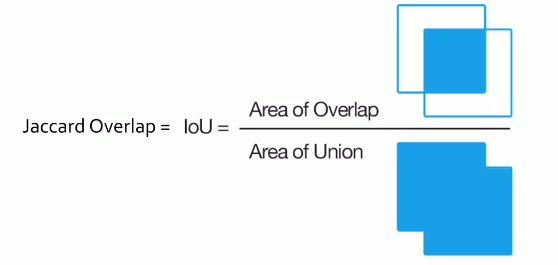 Area of Overlap
Jaccard Overlap = IoU =
Area of Union